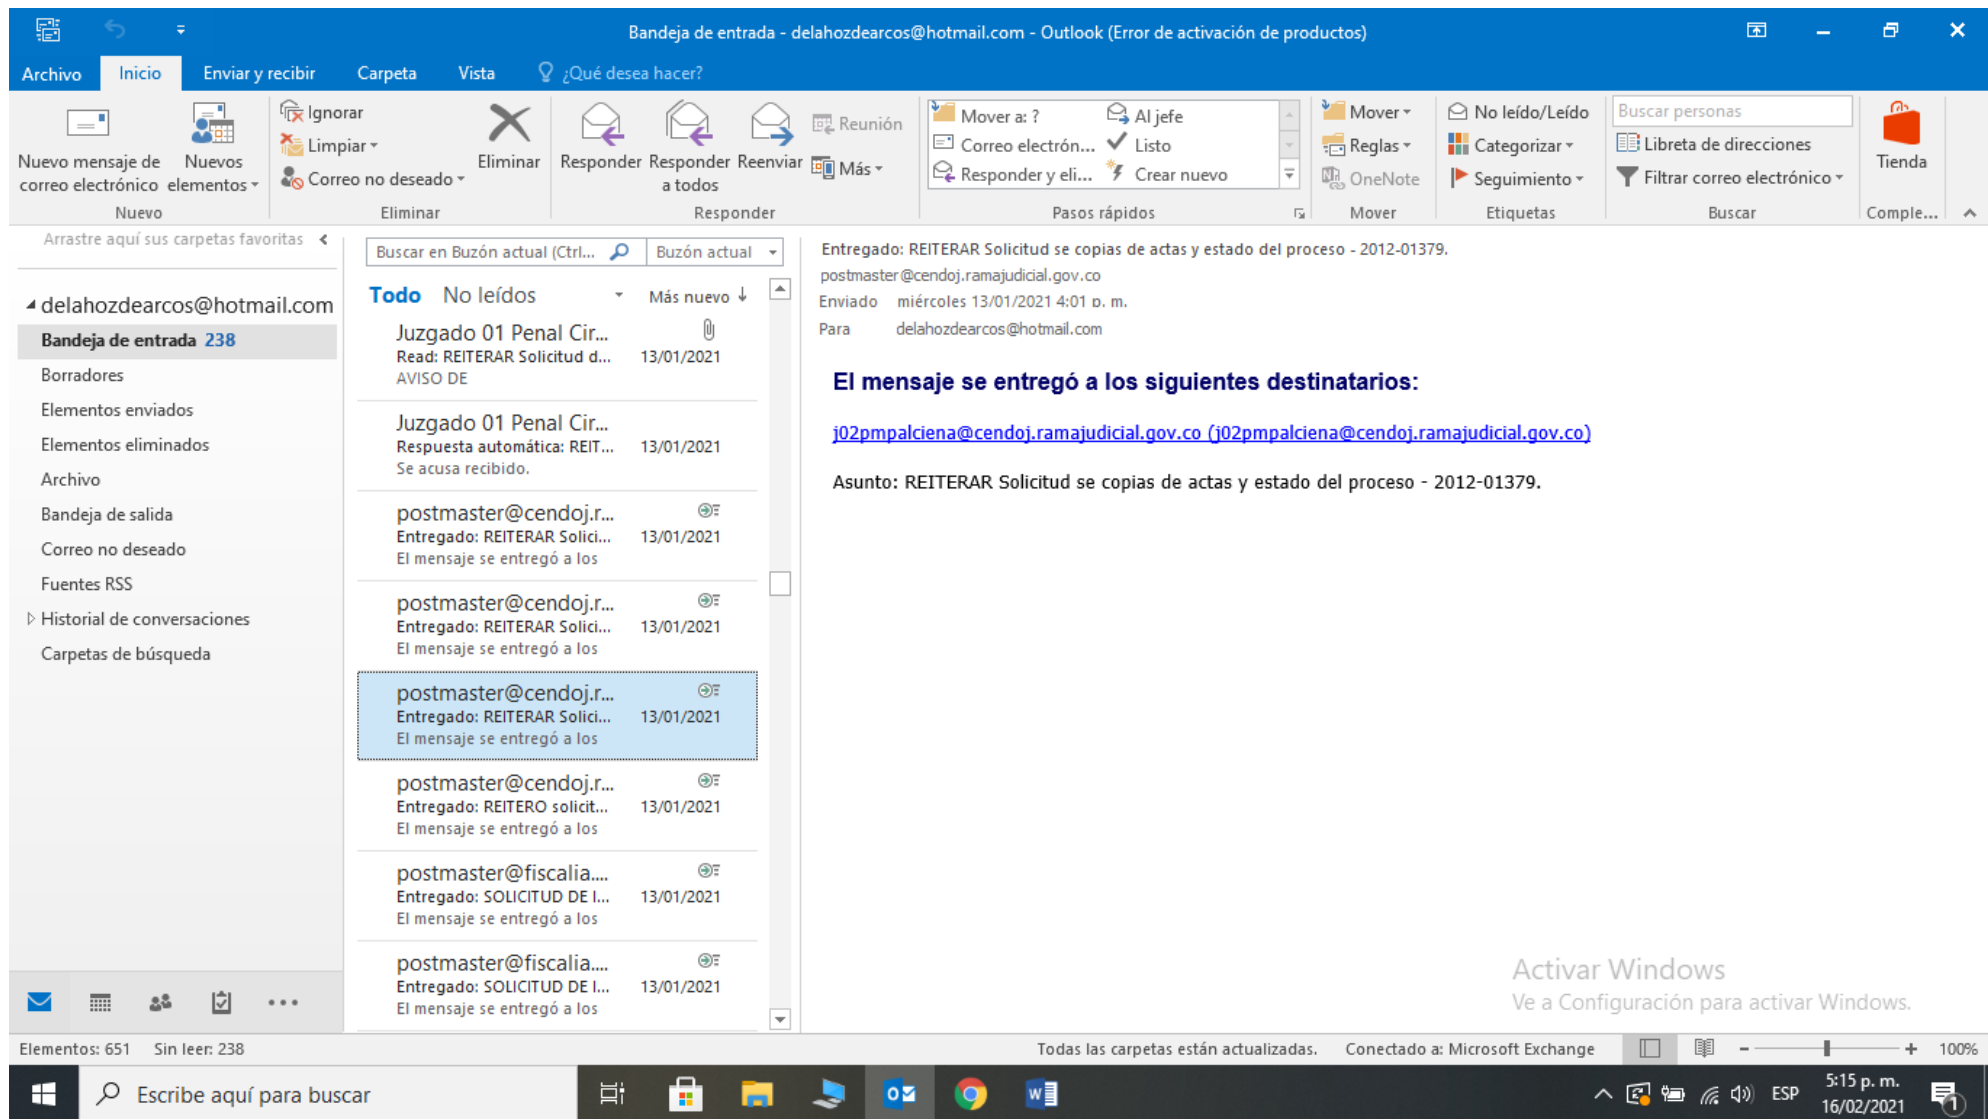 Bandeja de entrada - delahozdearcos@hotmail.com - Outlook (Error de activación de productos)
Archivo Inicio Enviar y recibir Carpeta Vista ¿Qué desea hacer?
Nuevo mensaje de correo electrónico
Nuevos elementos
Nuevo
Ignorar
Limpiar
Correo no deseado
Eliminar
Eliminar
Responder
Responder a todos
Reenviar
Reunión
Más
Responder
Mover a: ?
Correo electrón...
Responder y eli...
Al jefe
Listo
Crear nuevo
Pasos rápidos
Mover
Reglas
OneNote
Mover
No leído/Leído
Categorizar
Seguimiento
Etiquetas
Buscar personas
Libreta de direcciones
Filtrar correo electrónico
Buscar
Tienda
Comple...
Arrastre aquí sus carpetas favoritas
delahozdearcos@hotmail.com
Bandeja de entrada 238
Borradores
Elementos enviados
Elementos eliminados
Archivo
Bandeja de salida
Correo no deseado
Fuentes RSS
Historial de conversaciones
Carpetas de búsqueda
Buscar en Buzón actual (Ctrl... Buzón actual
Todo No leídos Más nuevo
Juzgado 01 Penal Cir...
Read: REITERAR Solicitud d... 13/01/2021
AVISO DE
Juzgado 01 Penal Cir...
Respuesta automática: REIT... 13/01/2021
Se acusa recibido.
postmaster@cendoj.r...
Entregado: REITERAR Solici... 13/01/2021
El mensaje se entregó a los
postmaster@cendoj.r...
Entregado: REITERAR Solici... 13/01/2021
El mensaje se entregó a los
postmaster@cendoj.r...
Entregado: REITERAR Solici... 13/01/2021
El mensaje se entregó a los
postmaster@cendoj.r...
Entregado: REITERO solicit... 13/01/2021
El mensaje se entregó a los
postmaster@fiscalia....
Entregado: SOLICITUD DE I... 13/01/2021
El mensaje se entregó a los
postmaster@fiscalia....
Entregado: SOLICITUD DE I... 13/01/2021
El mensaje se entregó a los
Entregado: REITERAR Solicitud se copias de actas y estado del proceso - 2012-01379.
postmaster@cendoj.ramajudicial.gov.co
Enviado miércoles 13/01/2021 4:01 p. m.
Para delahozdearcos@hotmail.com
El mensaje se entregó a los siguientes destinatarios:
j02pmpalciena@cendoj.ramajudicial.gov.co (j02pmpalciena@cendoj.ramajudicial.gov.co)
Asunto: REITERAR Solicitud se copias de actas y estado del proceso - 2012-01379.
Activar Windows
Ve a Configuración para activar Windows.
Elementos: 651 Sin leer: 238 Todas las carpetas están actualizadas. Conectado a: Microsoft Exchange 100%
Escribe aquí para buscar
ESP
5:15 p. m.
16/02/2021
1